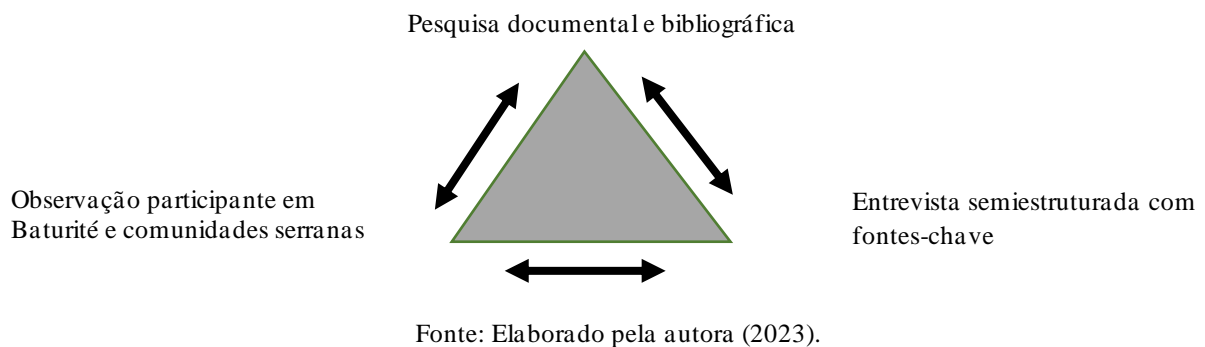 Pesquisa documental e bibliográfica
Observação participante em
Baturité e comunidades serranas
Entrevista semiestruturada com
fontes-chave
Fonte: Elaborado pela autora (2023).